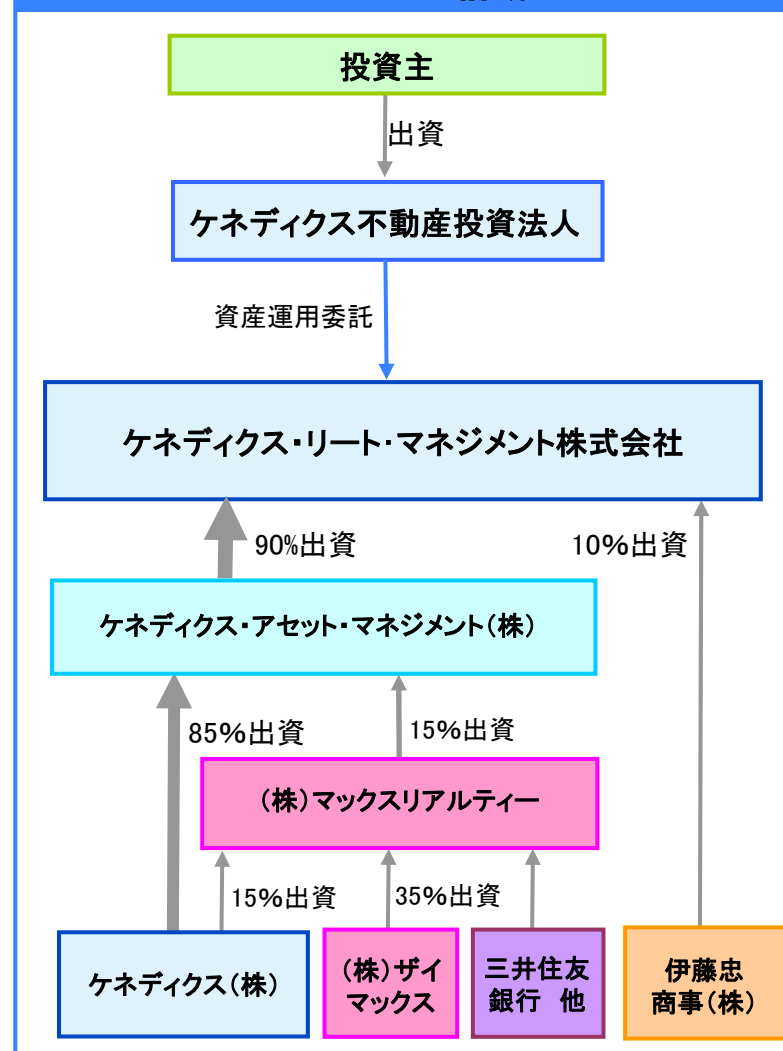 投資主
出資
ケネディクス不動産投資法人
資産運用委託
ケネディクス・リート・マネジメント株式会社
90%出資
10%出資
ケネディクス・アセット・マネジメント(株)
85%出資
15%出資
(株)マックスリアルティー
15%出資
35%出資
ケネディクス(株)
(株)ザイ
マックス
三井住友
銀行 他
伊藤忠
商事(株)